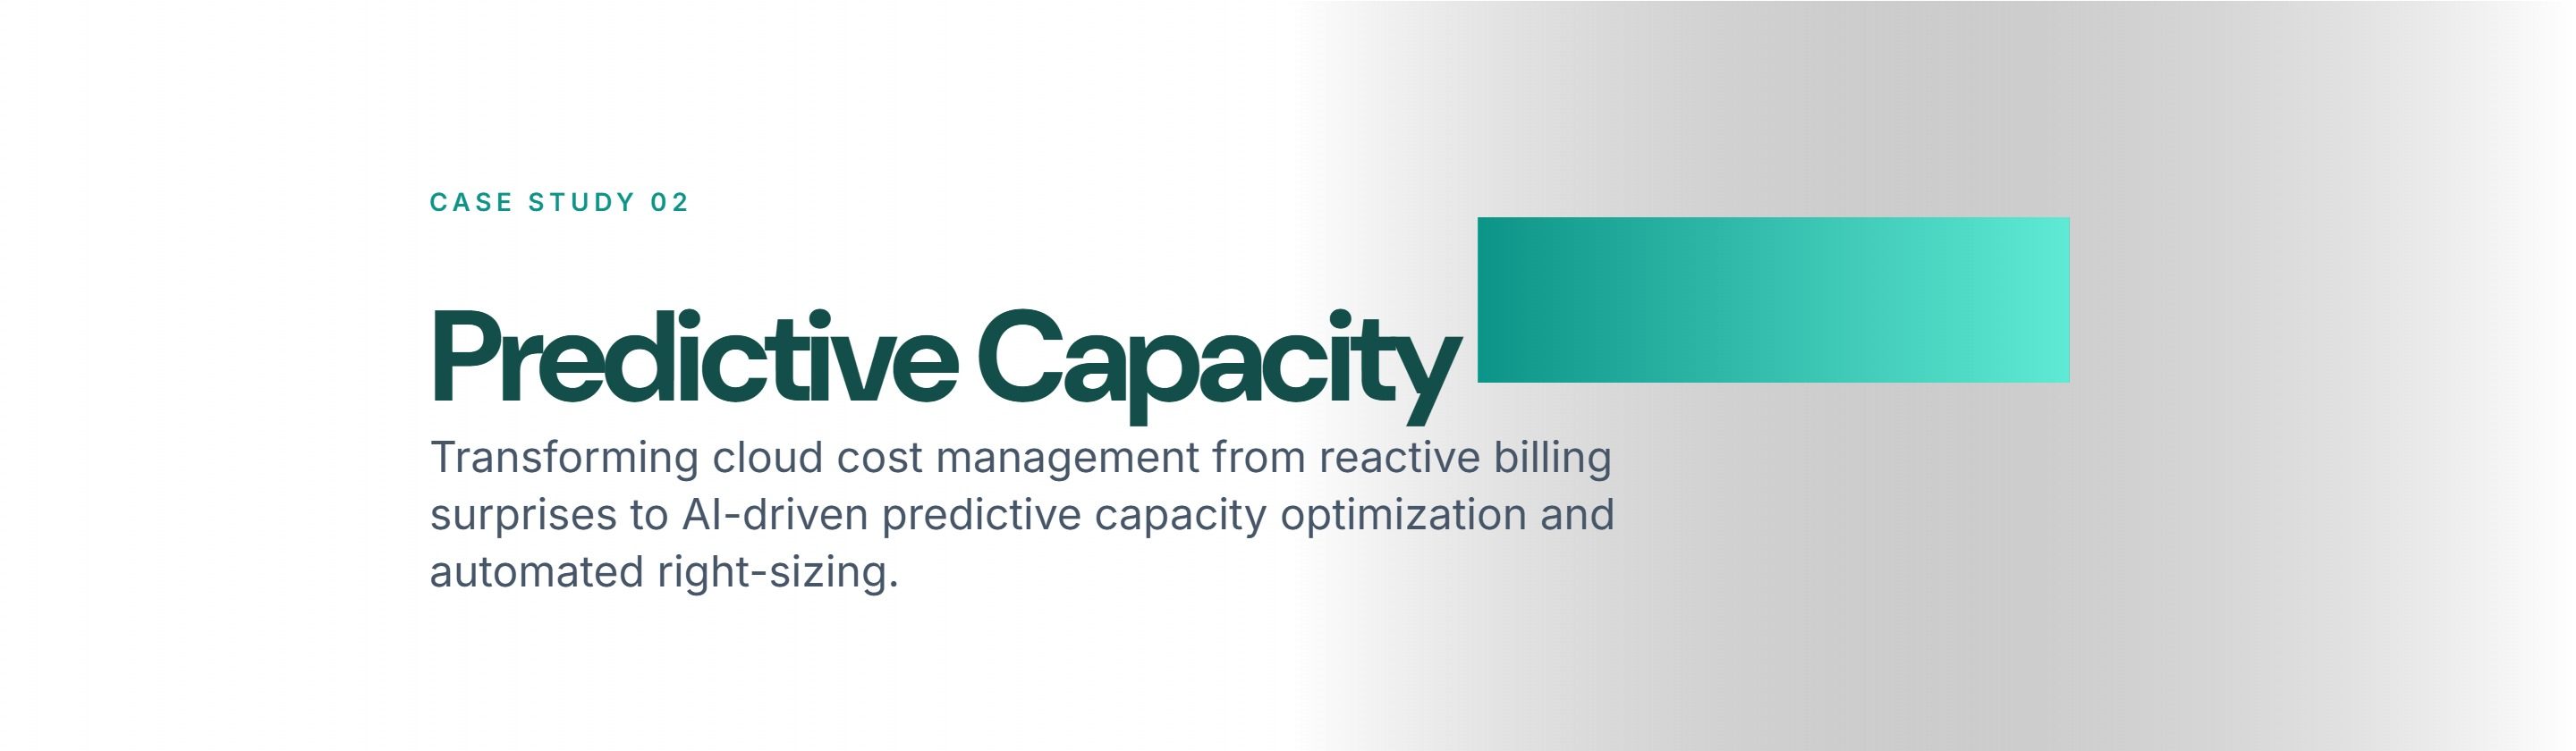 CASE STUDY 02
Predictive Capacity
Transforming cloud cost management from reactive billing
surprises to AI-driven predictive capacity optimization and
automated right-sizing.